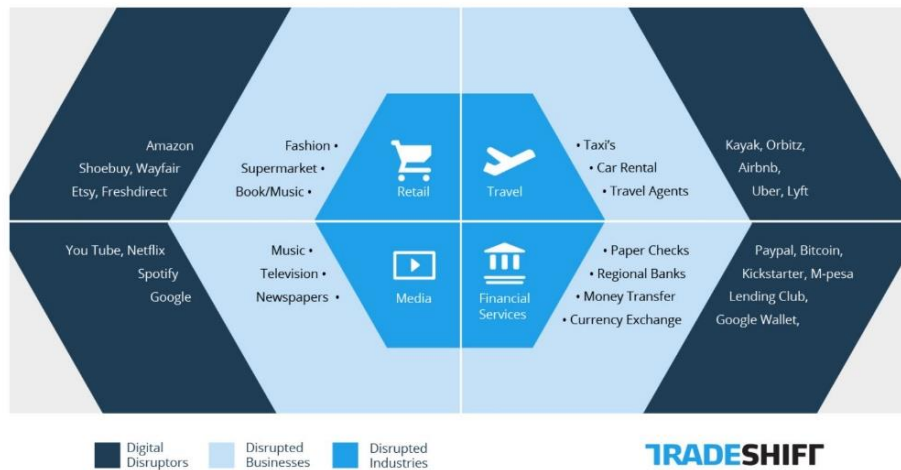 Amazon
Shoebuy, Wayfair
Etsy, Freshdirect
Fashion •
Supermarket •
Book/Music •
Retail
Travel
• Taxi's
• Car Rental
• Travel Agents
Kayak, Orbitz,
Airbnb,
Uber, Lyft
You Tube, Netflix
Spotify
Google
Music •
Television •
Newspapers •
Media
Financial
Services
• Paper Checks
• Regional Banks
• Money Transfer
• Currency Exchange
Paypal, Bitcoin,
Kickstarter, M-pesa
Lending Club,
Google Wallet,
Digital
Disruptors
Disrupted
Businesses
Disrupted
Industries
TRADESHIFT